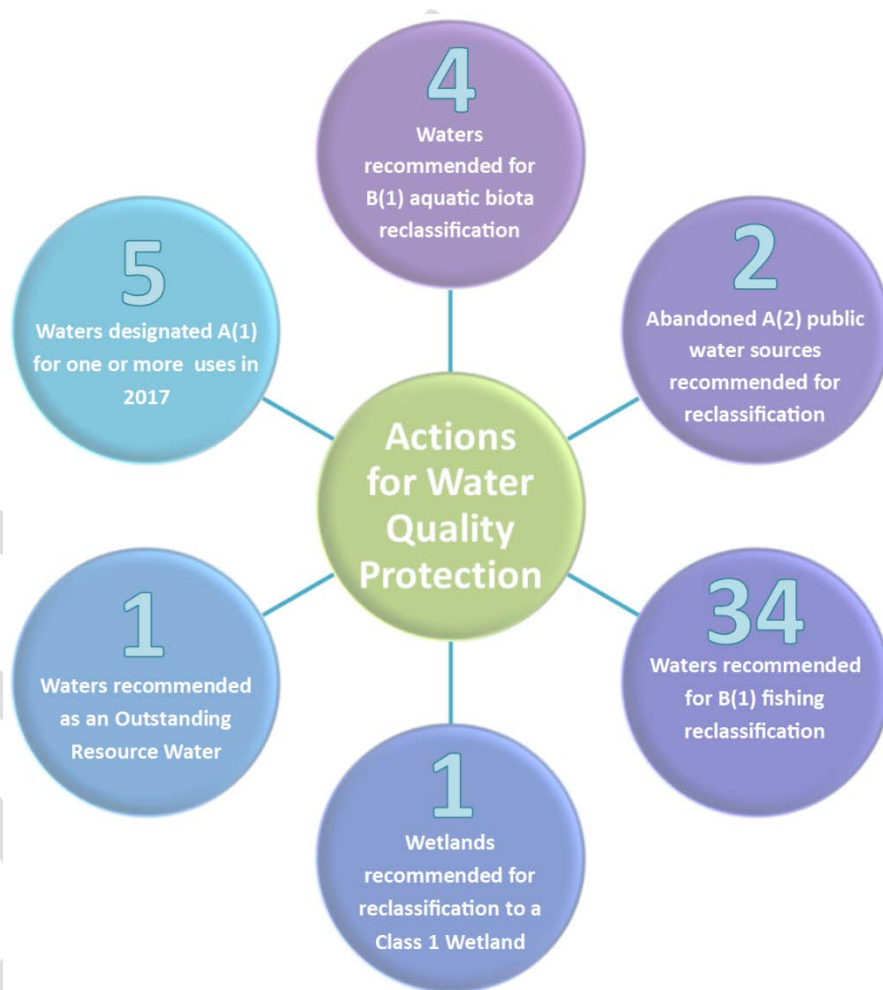 4
Waters
recommended for
B(1) aquatic biota
reclassification
2
Abandoned A(2) public
water sources
recommended for
reclassification
34
Waters recommended
for B(1) fishing
reclassification
1
Wetlands
recommended for
reclassification to a
Class 1 Wetland
1
Waters recommended
as an Outstanding
Resource Water
5
Waters designated A(1)
for one or more uses in
2017
Actions
for Water
Quality
Protection